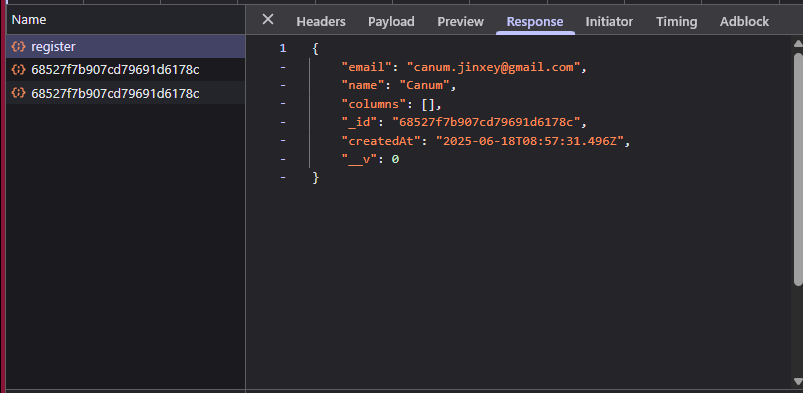 Name
Headers Payload Preview Response Initiator Timing Adblock
register
68527f7b907cd79691d6178c
68527f7b907cd79691d6178c
1 {
- "email": "canum.jinxey@gmail.com",
- "name": "Canum",
- "columns": [],
- "_id": "68527f7b907cd79691d6178c",
- "createdAt": "2025-06-18T08:57:31.496Z",
- "__v": 0
- }